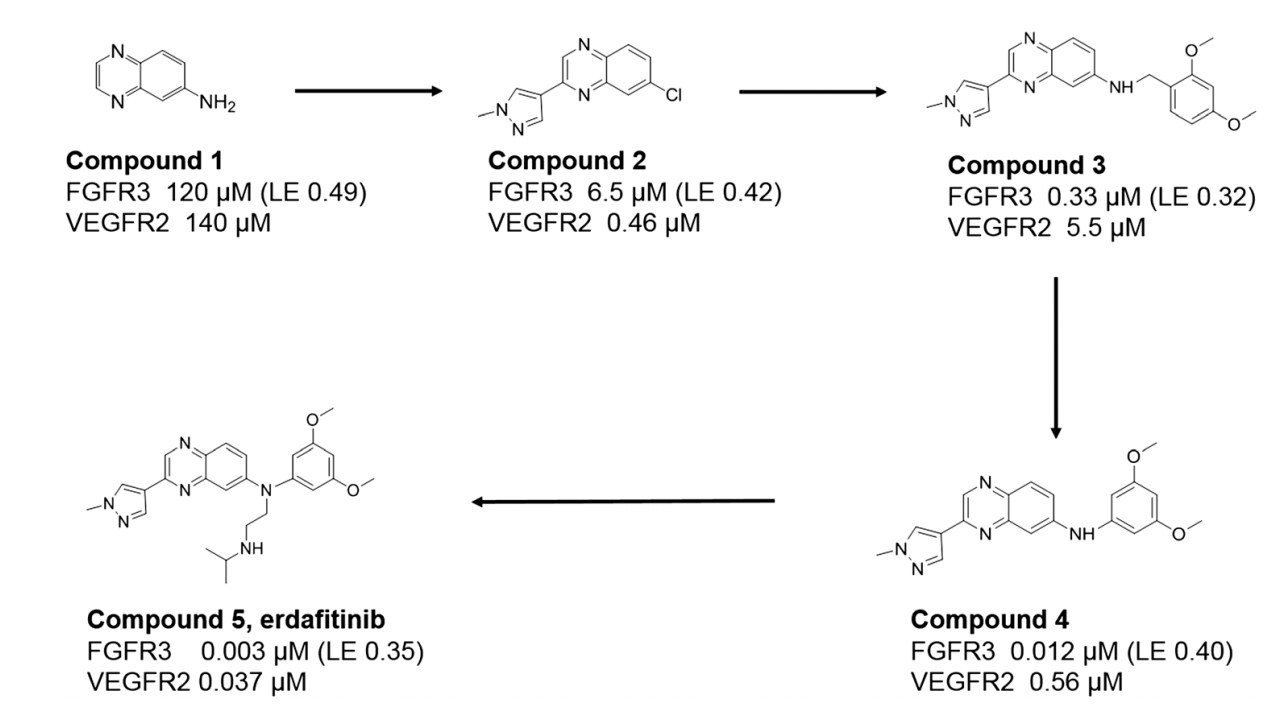 Compound 1
FGFR3 120 µM (LE 0.49)
VEGFR2 140 µM
Compound 2
FGFR3 6.5 µM (LE 0.42)
VEGFR2 0.46 µM
Compound 3
FGFR3 0.33 µM (LE 0.32)
VEGFR2 5.5 µM
Compound 4
FGFR3 0.012 µM (LE 0.40)
VEGFR2 0.56 µM
Compound 5, erdafitinib
FGFR3 0.003 µM (LE 0.35)
VEGFR2 0.037 µM
N
N
NH2
N
N
N
N
Cl
N
N
N
N
NH
O
O
N
N
N
N
NH
O
O
N
N
N
N
N
O
O
NH